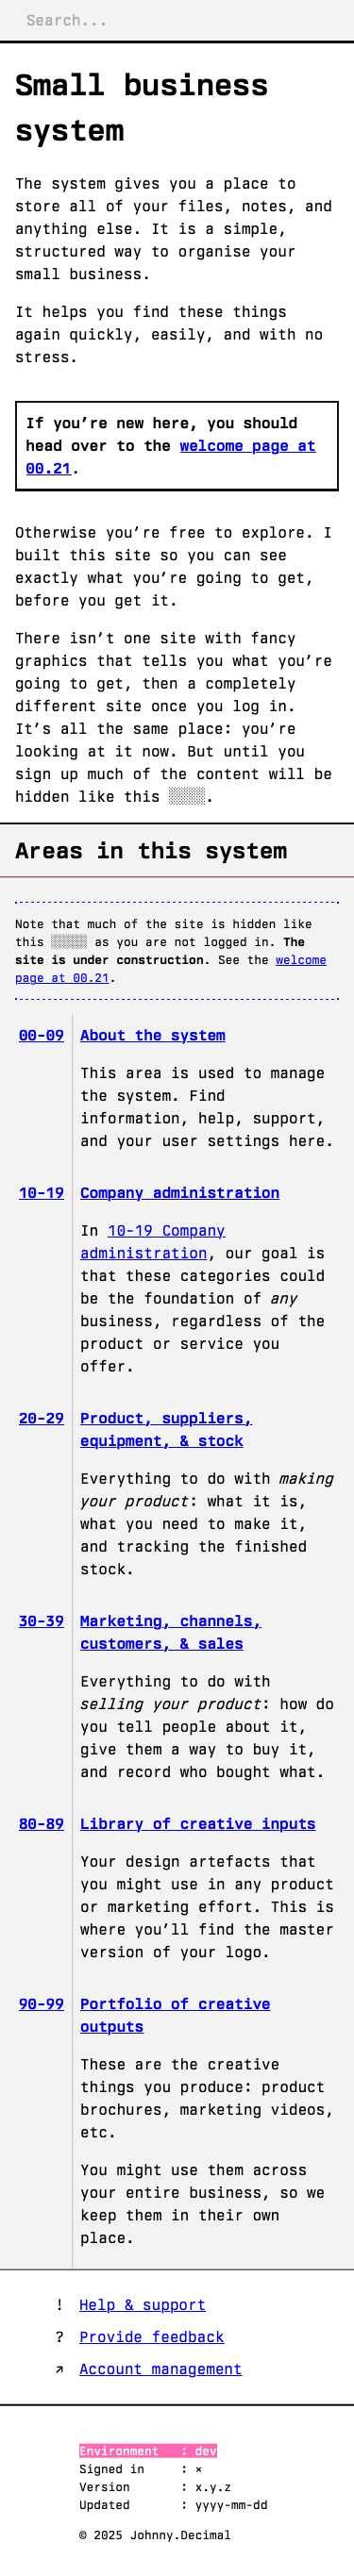 Search...
Small business
system
The system gives you a place to
store all of your files, notes, and
anything else. It is a simple,
structured way to organise your
small business.
It helps you find these things
again quickly, easily, and with no
stress.
If you’re new here, you should
head over to the welcome page at
00.21.
Otherwise you’re free to explore. I
built this site so you can see
exactly what you’re going to get,
before you get it.
There isn’t one site with fancy
graphics that tells you what you’re
going to get, then a completely
different site once you log in.
It’s all the same place: you’re
looking at it now. But until you
sign up much of the content will be
hidden like this ░░░░.
Areas in this system
Note that much of the site is hidden like
this ░░░░░ as you are not logged in. The
site is under construction. See the welcome
page at 00.21.
00-09 About the system
This area is used to manage
the system. Find
information, help, support,
and your user settings here.
10-19 Company administration
In 10-19 Company
administration, our goal is
that these categories could
be the foundation of any
business, regardless of the
product or service you
offer.
20-29 Product, suppliers,
equipment, & stock
Everything to do with making
your product: what it is,
what you need to make it,
and tracking the finished
stock.
30-39 Marketing, channels,
customers, & sales
Everything to do with
selling your product: how do
you tell people about it,
give them a way to buy it,
and record who bought what.
80-89 Library of creative inputs
Your design artefacts that
you might use in any product
or marketing effort. This is
where you’ll find the master
version of your logo.
90-99 Portfolio of creative
outputs
These are the creative
things you produce: product
brochures, marketing videos,
etc.
You might use them across
your entire business, so we
keep them in their own
place.
! Help & support
? Provide feedback
↗ Account management
Environment : dev
Signed in : ×
Version : x.y.z
Updated : yyyy-mm-dd
© 2025 Johnny.Decimal